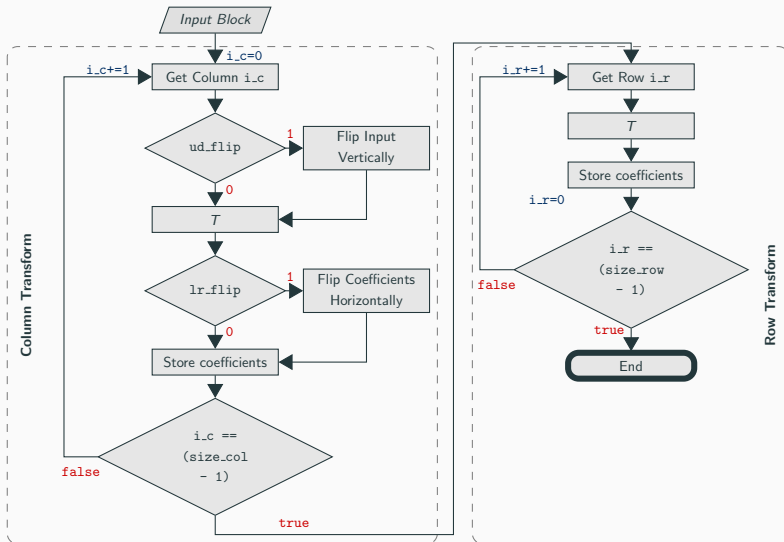 Input Block
i_c=0
i_c+=1
Get Column i_c
ud_flip
1
Flip Input
Vertically
0
T
lr_flip
1
Flip Coefficients
Horizontally
0
Store coefficients
i_c ==
(size_col
- 1)
false
true
Column Transform
i_r+=1
Get Row i_r
T
Store coefficients
i_r=0
i_r ==
(size_row
- 1)
false
true
End
Row Transform